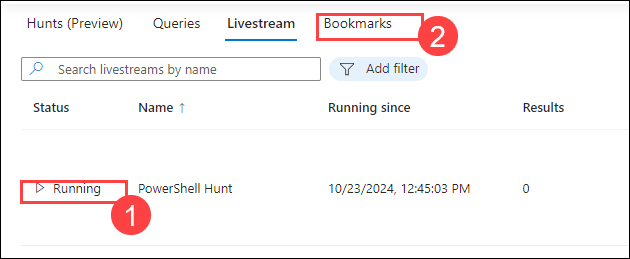 Hunts (Preview) Queries Livestream Bookmarks
2
Search livestreams by name Add filter
Status Name ↑ Running since Results
Running PowerShell Hunt 10/23/2024, 12:45:03 PM 0
1